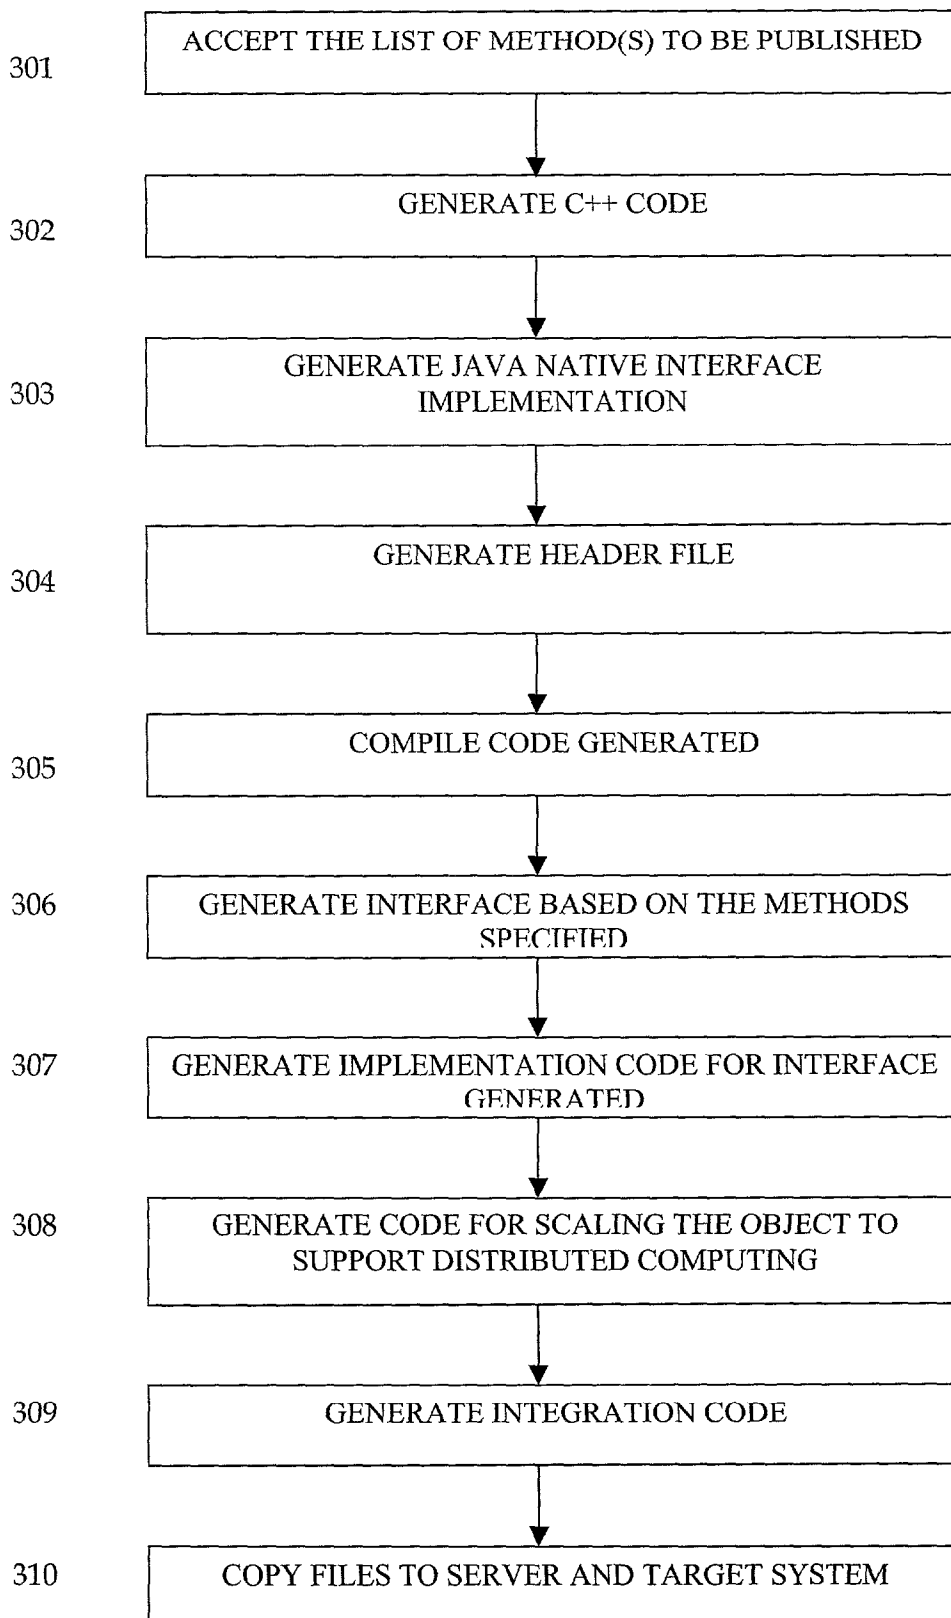 301
ACCEPT THE LIST OF METHOD(S) TO BE PUBLISHED
302
GENERATE C++ CODE
303
GENERATE JAVA NATIVE INTERFACE
IMPLEMENTATION
304
GENERATE HEADER FILE
305
COMPILE CODE GENERATED
306
GENERATE INTERFACE BASED ON THE METHODS
SPECIFIED
307
GENERATE IMPLEMENTATION CODE FOR INTERFACE
GENERATED
308
GENERATE CODE FOR SCALING THE OBJECT TO
SUPPORT DISTRIBUTED COMPUTING
309
GENERATE INTEGRATION CODE
310
COPY FILES TO SERVER AND TARGET SYSTEM